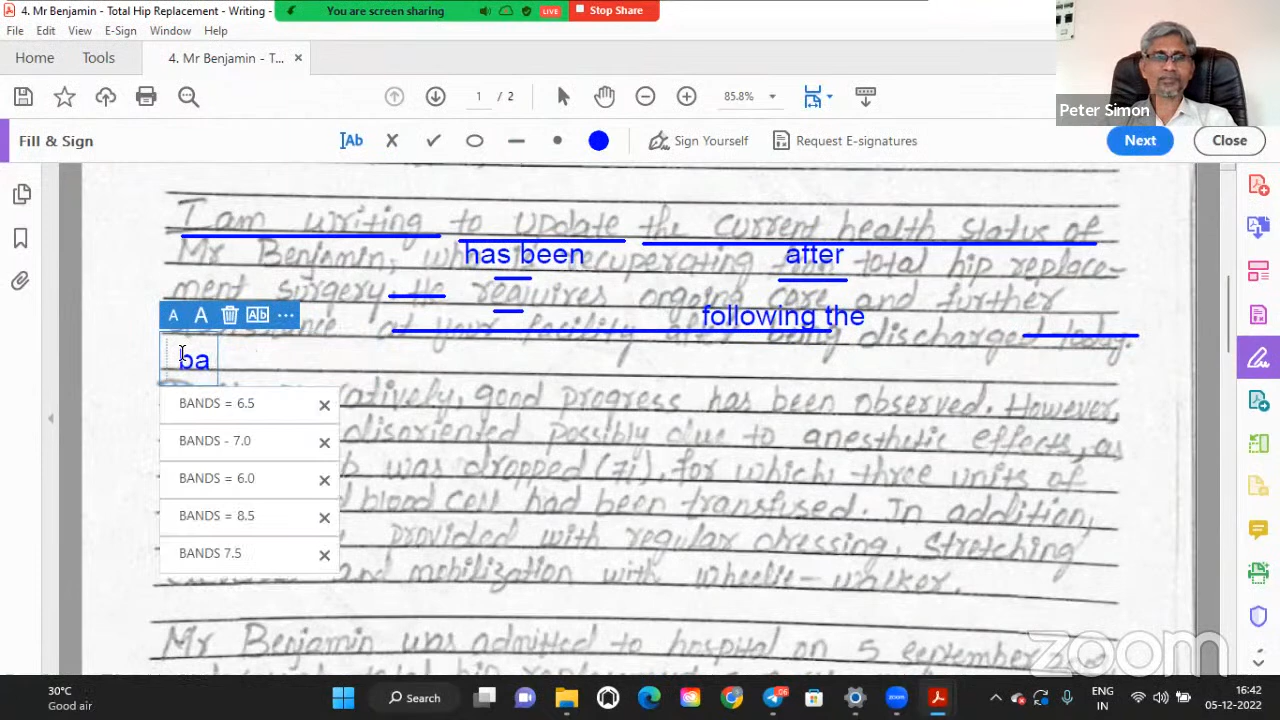 4. Mr Benjamin - Total Hip Replacement - Writing -
You are screen sharing
LIVE
Stop Share
File Edit View E-Sign Window Help
Home Tools 4. Mr Benjamin - T...
1 / 2
85.8%
Peter Simon
Fill & Sign
Ab
Sign Yourself
Request E-signatures
Next
Close
I am writing to update the current health status of
has been after
Mr Benjamin, who is recuperating total hip replace-
ment surgery. He requires ongoing care and further
following the
at your facility after being discharged today.
A A Ab
ba
BANDS = 6.5
BANDS - 7.0
BANDS = 6.0
BANDS = 8.5
BANDS 7.5
good progress has been observed. However,
disoriented possibly due to anesthetic effects, as
was dropped (71), for which three units of
blood cell had been transfused. In addition,
provided with regular dressing, stretching
and mobilization with wheelie-walker.
Mr Benjamin was admitted to hospital on 5 september
zoom
30°C
Good air
Search
06
ENG
IN
16:42
05-12-2022